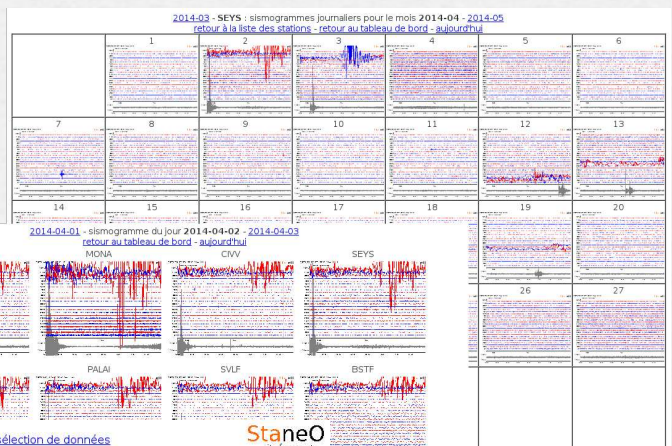 2014-03 - SEYS : sismogrammes journaliers pour le mois 2014-04 - 2014-05
retour à la liste des stations - retour au tableau de bord - aujourd'hui
1 2 3 4 5 6
7 8 9 10 11 12 13
14 15 16 17 18 19 20
2014-04-01 - sismogramme du jour 2014-04-02 - 2014-04-03
retour au tableau de bord - aujourd'hui
MONA CIVV SEYS
26 27
PALAI SVLF BSTF
sélection de données
StaneO